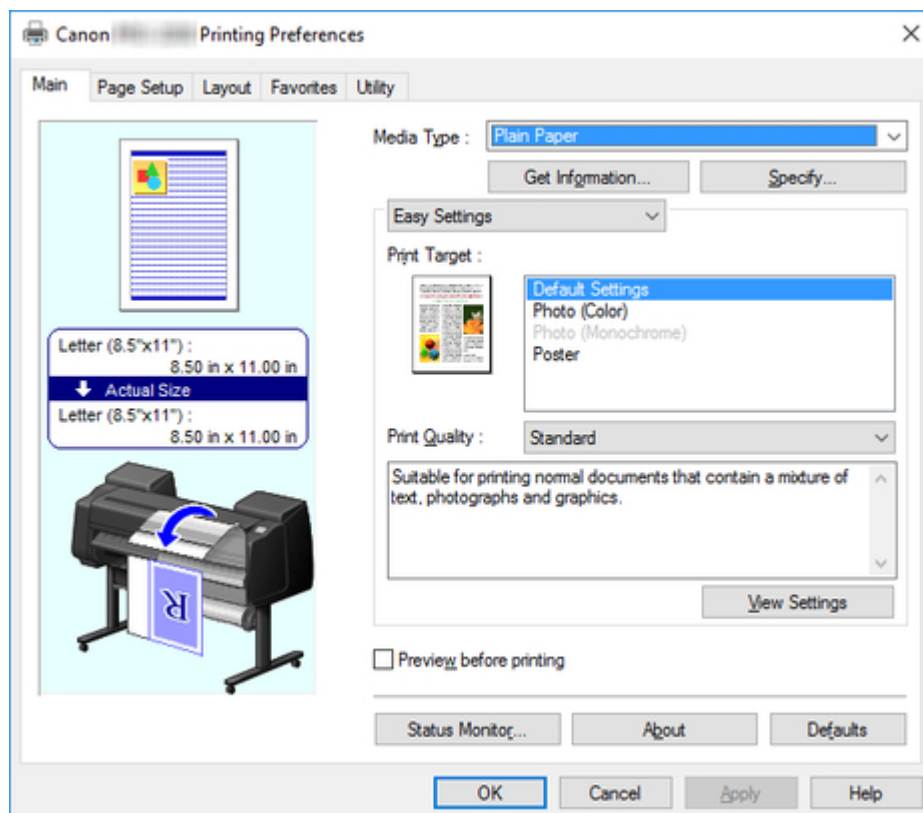 Canon Printing Preferences
Main Page Setup Layout Favorites Utility
Letter (8.5"x11") :
8.50 in x 11.00 in
Actual Size
Letter (8.5"x11") :
8.50 in x 11.00 in
R
Media Type :
Plain Paper
Get Information...
Specify...
Easy Settings
Print Target :
Default Settings
Photo (Color)
Photo (Monochrome)
Poster
Print Quality :
Standard
Suitable for printing normal documents that contain a mixture of
text, photographs and graphics.
View Settings
Preview before printing
Status Monitor...
About
Defaults
OK
Cancel
Apply
Help